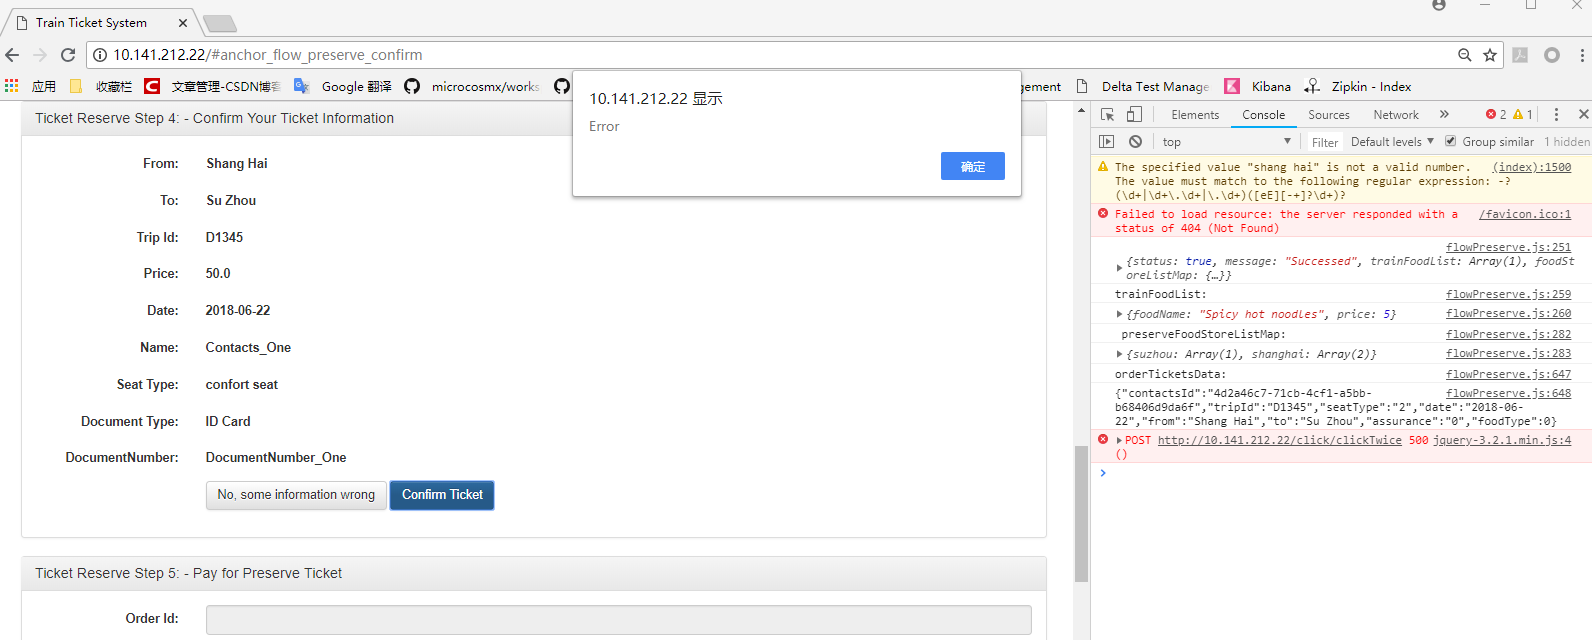 Train Ticket System
10.141.212.22/#anchor_flow_preserve_confirm
应用 收藏栏 文章管理-CSDN博客 Google 翻译 microcosmx/works gement Delta Test Manage Kibana Zipkin - Index
10.141.212.22 显示
Error
确定
Ticket Reserve Step 4: - Confirm Your Ticket Information
From: Shang Hai
To: Su Zhou
Trip Id: D1345
Price: 50.0
Date: 2018-06-22
Name: Contacts_One
Seat Type: confort seat
Document Type: ID Card
DocumentNumber: DocumentNumber_One
No, some information wrong Confirm Ticket
Ticket Reserve Step 5: - Pay for Preserve Ticket
Order Id:
Elements Console Sources Network » 2 1
top Filter Default levels Group similar 1 hidden
The specified value "shang hai" is not a valid number. (index):1500
The value must match to the following regular expression: -?
(\d+|\d+\.\d+|\.\d+)([eE][-+]?\d+)?
Failed to load resource: the server responded with a /favicon.ico:1
status of 404 (Not Found)
flowPreserve.js:251
{status: true, message: "Successed", trainFoodList: Array(1), foodSt
oreListMap: {…}}
trainFoodList: flowPreserve.js:259
{foodName: "Spicy hot noodles", price: 5} flowPreserve.js:260
preserveFoodStoreListMap: flowPreserve.js:282
{suzhou: Array(1), shanghai: Array(2)} flowPreserve.js:283
orderTicketsData: flowPreserve.js:647
{"contactsId":"4d2a46c7-71cb-4cf1-a5bb- flowPreserve.js:648
b68406d9da6f","tripId":"D1345","seatType":"2","date":"2018-06-
22","from":"Shang Hai","to":"Su Zhou","assurance":"0","foodType":0}
POST http://10.141.212.22/click/clickTwice 500 jquery-3.2.1.min.js:4
()